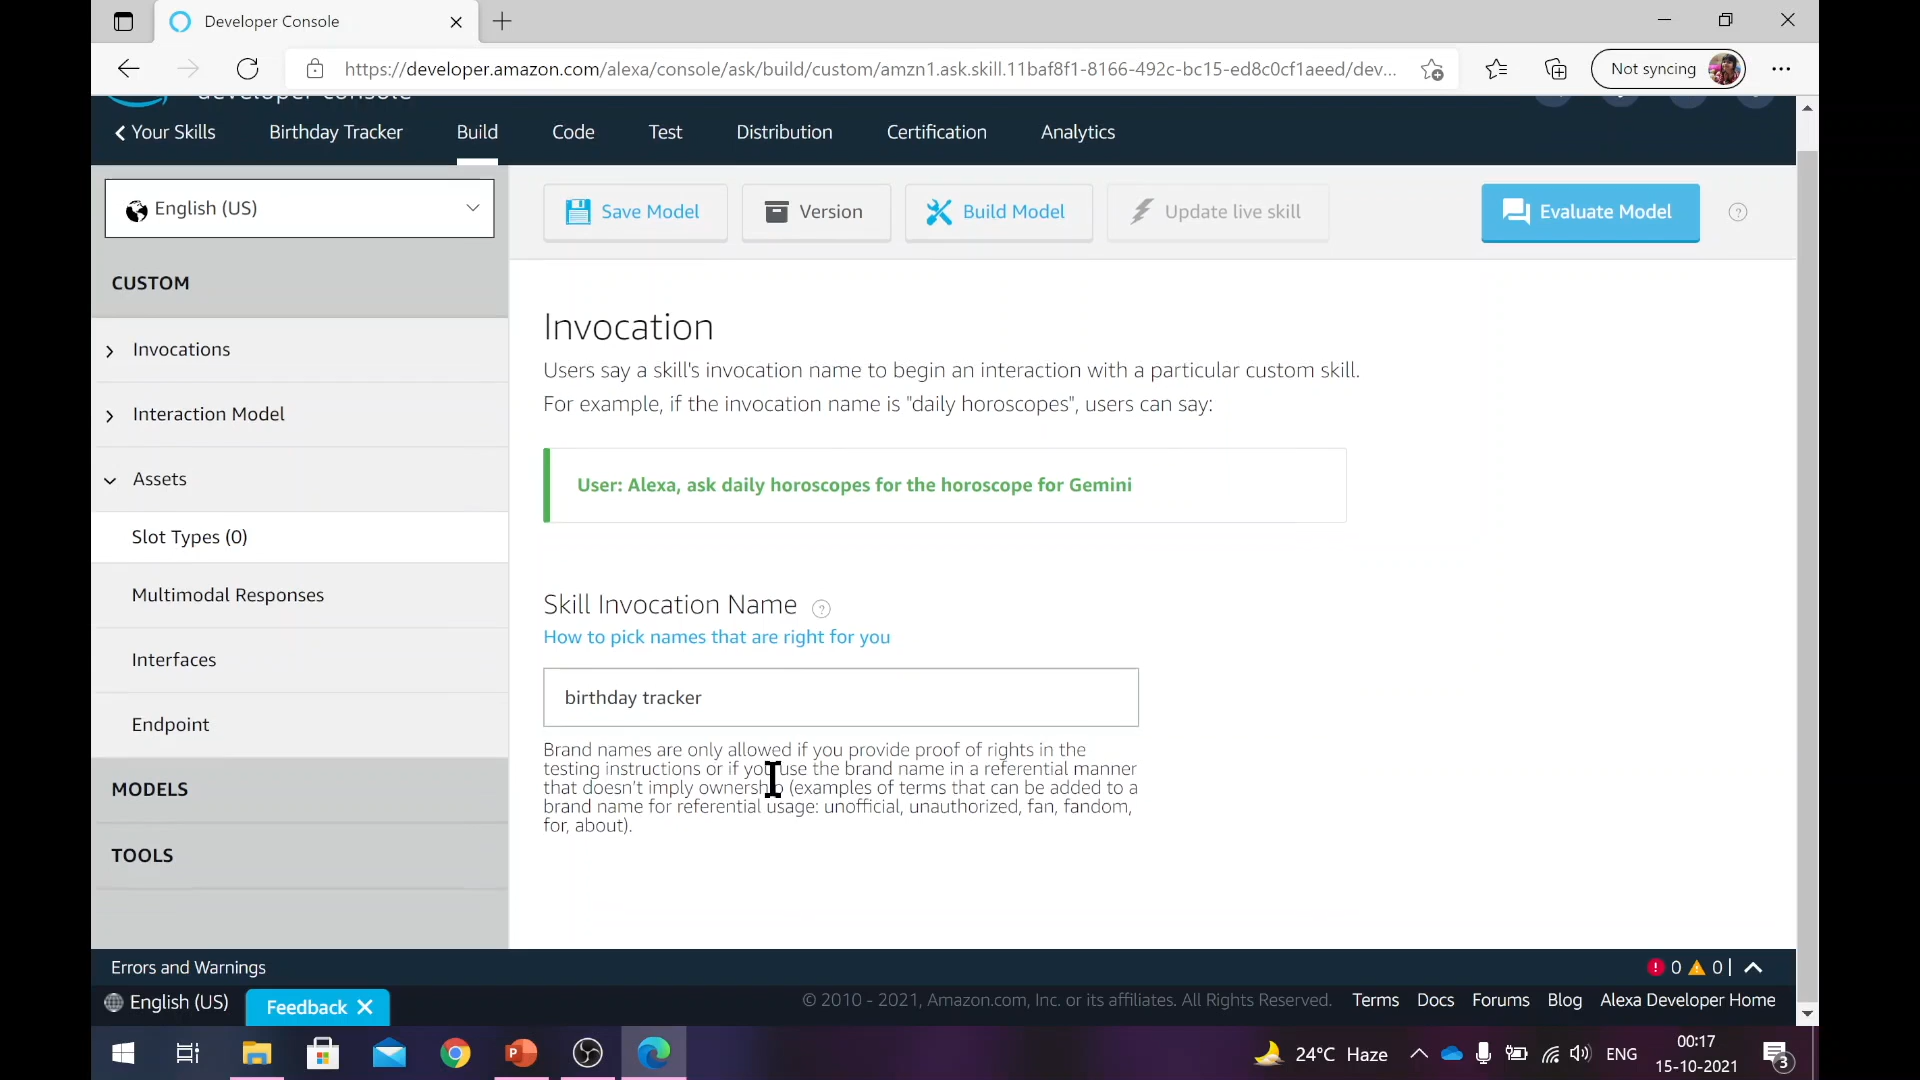 Developer Console
https://developer.amazon.com/alexa/console/ask/build/custom/amzn1.ask.skill.11baf8f1-8166-492c-bc15-ed8c0cf1aeed/dev...
Not syncing
developer console
Your Skills
Birthday Tracker
Build
Code
Test
Distribution
Certification
Analytics
English (US)
Save Model
Version
Build Model
Update live skill
Evaluate Model
CUSTOM
Invocations
Interaction Model
Assets
Slot Types (0)
Multimodal Responses
Interfaces
Endpoint
MODELS
TOOLS
Invocation
Users say a skill's invocation name to begin an interaction with a particular custom skill.
For example, if the invocation name is "daily horoscopes", users can say:
User: Alexa, ask daily horoscopes for the horoscope for Gemini
Skill Invocation Name
How to pick names that are right for you
birthday tracker
Brand names are only allowed if you provide proof of rights in the
testing instructions or if you use the brand name in a referential manner
that doesn't imply ownership (examples of terms that can be added to a
brand name for referential usage: unofficial, unauthorized, fan, fandom,
for, about).
Errors and Warnings
0
0
English (US)
Feedback
© 2010 - 2021, Amazon.com, Inc. or its affiliates. All Rights Reserved.
Terms
Docs
Forums
Blog
Alexa Developer Home
24°C Haze
ENG
00:17
15-10-2021
3